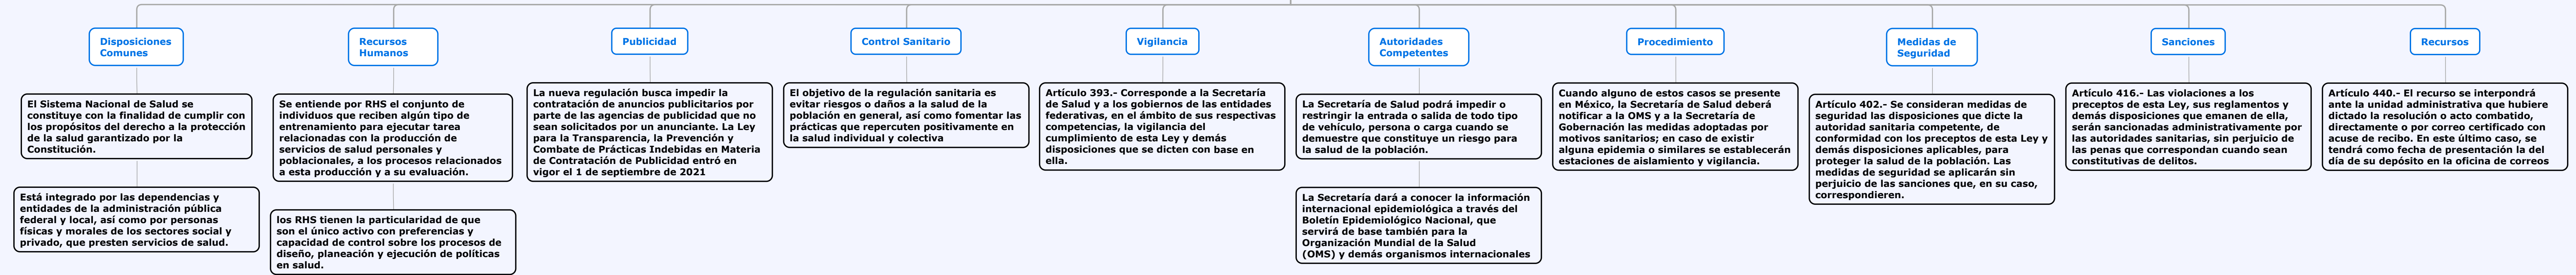 Disposiciones
Comunes
El Sistema Nacional de Salud se
constituye con la finalidad de cumplir con
los propósitos del derecho a la protección
de la salud garantizado por la
Constitución.
Está integrado por las dependencias y
entidades de la administración pública
federal y local, así como por personas
físicas y morales de los sectores social y
privado, que presten servicios de salud.
Recursos
Humanos
Se entiende por RHS el conjunto de
individuos que reciben algún tipo de
entrenamiento para ejecutar tarea
relacionadas con la producción de
servicios de salud personales y
poblacionales, a los procesos relacionados
a esta producción y a su evaluación.
los RHS tienen la particularidad de que
son el único activo con preferencias y
capacidad de control sobre los procesos de
diseño, planeación y ejecución de políticas
en salud.
Publicidad
La nueva regulación busca impedir la
contratación de anuncios publicitarios por
parte de las agencias de publicidad que no
sean solicitados por un anunciante. La Ley
para la Transparencia, la Prevención y
Combate de Prácticas Indebidas en Materia
de Contratación de Publicidad entró en
vigor el 1 de septiembre de 2021
Control Sanitario
El objetivo de la regulación sanitaria es
evitar riesgos o daños a la salud de la
población en general, así como fomentar las
prácticas que repercuten positivamente en
la salud individual y colectiva
Vigilancia
Artículo 393.- Corresponde a la Secretaría
de Salud y a los gobiernos de las entidades
federativas, en el ámbito de sus respectivas
competencias, la vigilancia del
cumplimiento de esta Ley y demás
disposiciones que se dicten con base en
ella.
Autoridades
Competentes
La Secretaría de Salud podrá impedir o
restringir la entrada o salida de todo tipo
de vehículo, persona o carga cuando se
demuestre que constituye un riesgo para
la salud de la población.
La Secretaría dará a conocer la información
internacional epidemiológica a través del
Boletín Epidemiológico Nacional, que
servirá de base también para la
Organización Mundial de la Salud
(OMS) y demás organismos internacionales
Procedimiento
Cuando alguno de estos casos se presente
en México, la Secretaría de Salud deberá
notificar a la OMS y a la Secretaría de
Gobernación las medidas adoptadas por
motivos sanitarios; en caso de existir
alguna epidemia o similares se establecerán
estaciones de aislamiento y vigilancia.
Medidas de
Seguridad
Artículo 402.- Se consideran medidas de
seguridad las disposiciones que dicte la
autoridad sanitaria competente, de
conformidad con los preceptos de esta Ley y
demás disposiciones aplicables, para
proteger la salud de la población. Las
medidas de seguridad se aplicarán sin
perjuicio de las sanciones que, en su caso,
correspondieren.
Sanciones
Artículo 416.- Las violaciones a los
preceptos de esta Ley, sus reglamentos y
demás disposiciones que emanen de ella,
serán sancionadas administrativamente por
las autoridades sanitarias, sin perjuicio de
las penas que correspondan cuando sean
constitutivas de delitos.
Recursos
Artículo 440.- El recurso se interpondrá
ante la unidad administrativa que hubiere
dictado la resolución o acto combatido,
directamente o por correo certificado con
acuse de recibo. En este último caso, se
tendrá como fecha de presentación la del
día de su depósito en la oficina de correos